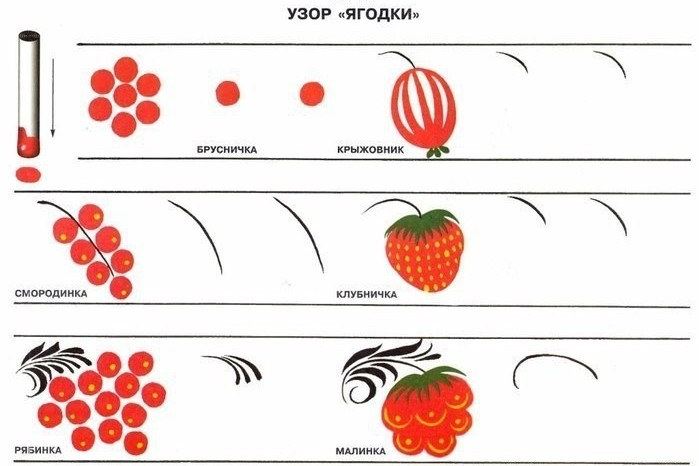 УЗОР «ЯГОДКИ»
БРУСНИЧКА
КРЫЖОВНИК
СМОРОДИНКА
КЛУБНИЧКА
РЯБИНКА
МАЛИНКА